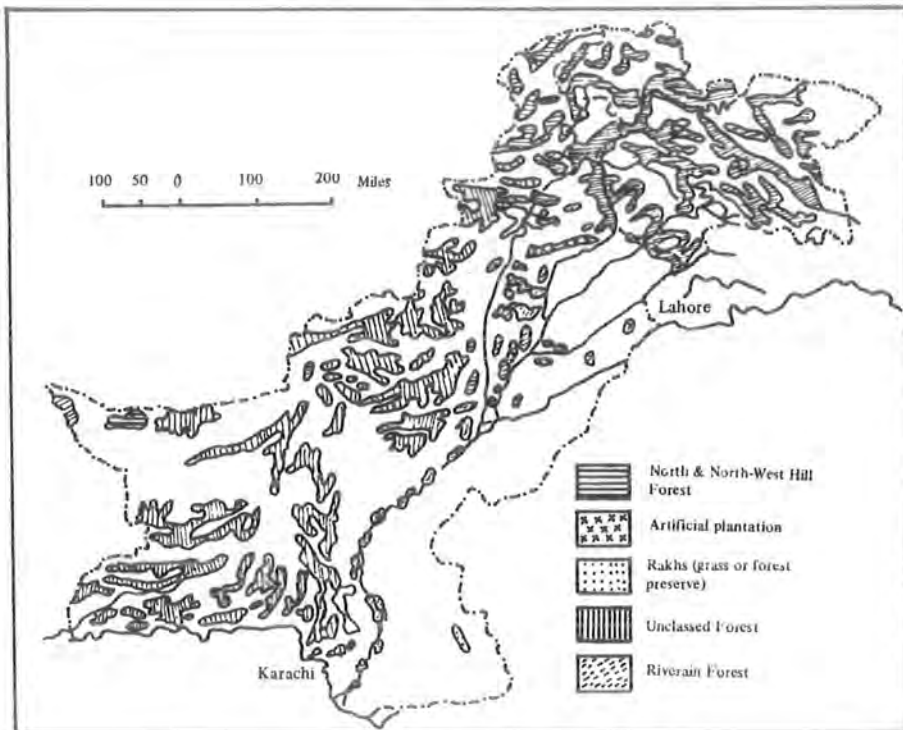 100 50 0 100 200 Miles
Lahore
Karachi
North & North-West Hill
Forest
Artificial plantation
Rakhs (grass or forest
preserve)
Unclassed Forest
Riverain Forest